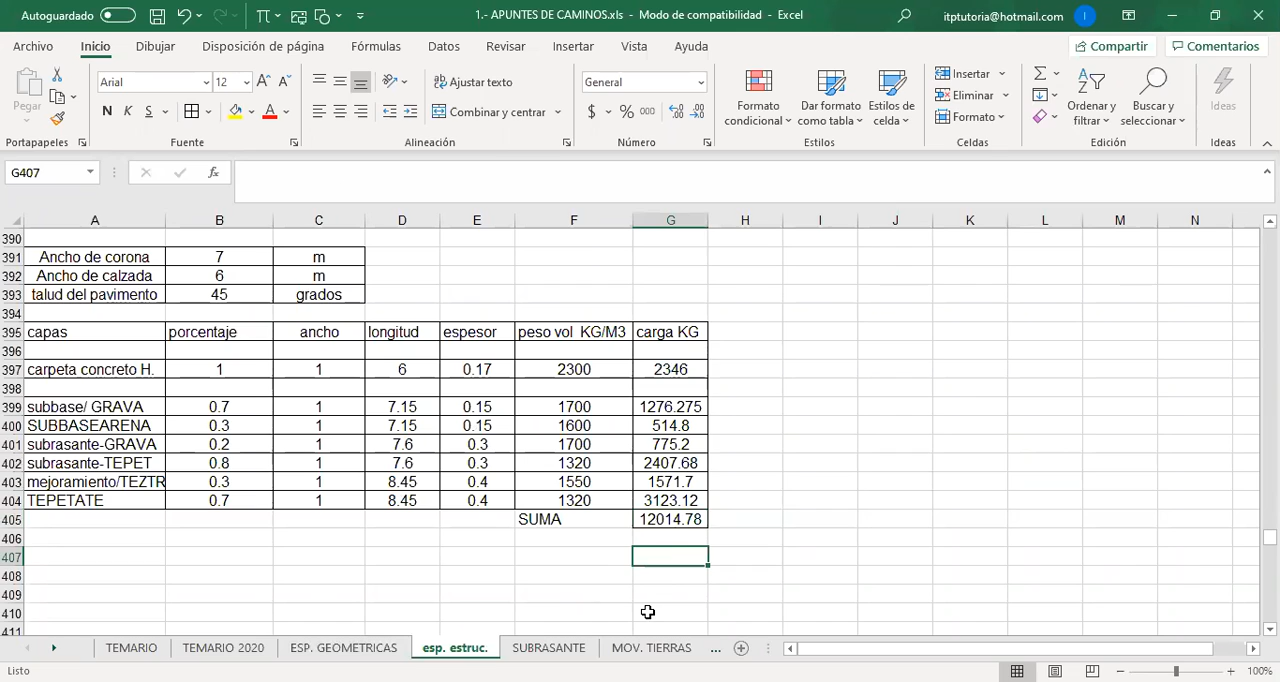 Autoguardado
1.- APUNTES DE CAMINOS.xls - Modo de compatibilidad - Excel
itptutoria@hotmail.com
I
Archivo Inicio Dibujar Disposición de página Fórmulas Datos Revisar Insertar Vista Ayuda
Compartir Comentarios
Pegar
Arial 12
N K S
Ajustar texto
Combinar y centrar
General
$ % 000
Formato condicional
Dar formato como tabla
Estilos de celda
Insertar
Eliminar
Formato
Ordenar y filtrar
Buscar y seleccionar
Ideas
Portapapeles Fuente Alineación Número Estilos Celdas Edición Ideas
G407 fx
A B C D E F G H I J K L M N
390
391 Ancho de corona 7 m
392 Ancho de calzada 6 m
393 talud del pavimento 45 grados
394
395 capas porcentaje ancho longitud espesor peso vol KG/M3 carga KG
396
397 carpeta concreto H. 1 1 6 0.17 2300 2346
398
399 subbase/ GRAVA 0.7 1 7.15 0.15 1700 1276.275
400 SUBBASEARENA 0.3 1 7.15 0.15 1600 514.8
401 subrasante-GRAVA 0.2 1 7.6 0.3 1700 775.2
402 subrasante-TEPET 0.8 1 7.6 0.3 1320 2407.68
403 mejoramiento/TEZTR 0.3 1 8.45 0.4 1550 1571.7
404 TEPETATE 0.7 1 8.45 0.4 1320 3123.12
405 SUMA 12014.78
406
407
408
409
410
411
TEMARIO TEMARIO 2020 ESP. GEOMETRICAS esp. estruc. SUBRASANTE MOV. TIERRAS ...
Listo
100%